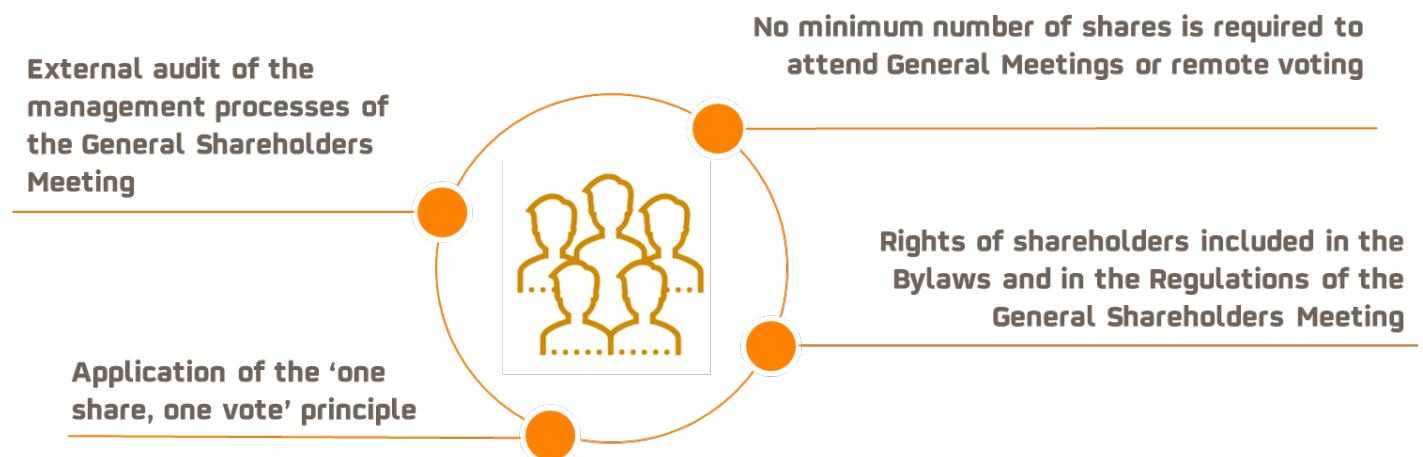 External audit of the
management processes of
the General Shareholders
Meeting
No minimum number of shares is required to
attend General Meetings or remote voting
Rights of shareholders included in the
Bylaws and in the Regulations of the
General Shareholders Meeting
Application of the ‘one
share, one vote’ principle